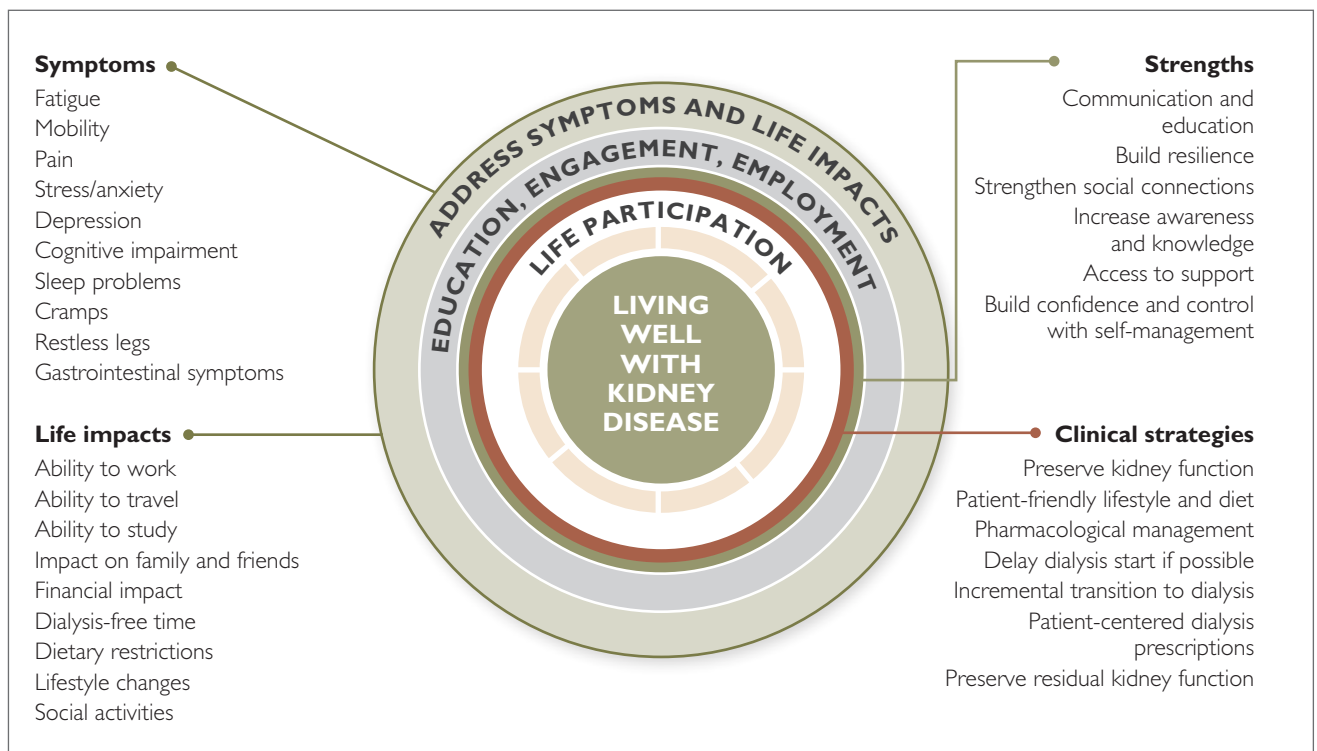 Symptoms
Fatigue
Mobility
Pain
Stress/anxiety
Depression
Cognitive impairment
Sleep problems
Cramps
Restless legs
Gastrointestinal symptoms
Life impacts
Ability to work
Ability to travel
Ability to study
Impact on family and friends
Financial impact
Dialysis-free time
Dietary restrictions
Lifestyle changes
Social activities
ADDRESS SYMPTOMS AND LIFE IMPACTS
EDUCATION, ENGAGEMENT, EMPLOYMENT
LIFE PARTICIPATION
LIVING
WELL
WITH
KIDNEY
DISEASE
Strengths
Communication and
education
Build resilience
Strengthen social connections
Increase awareness
and knowledge
Access to support
Build confidence and control
with self-management
Clinical strategies
Preserve kidney function
Patient-friendly lifestyle and diet
Pharmacological management
Delay dialysis start if possible
Incremental transition to dialysis
Patient-centered dialysis
prescriptions
Preserve residual kidney function